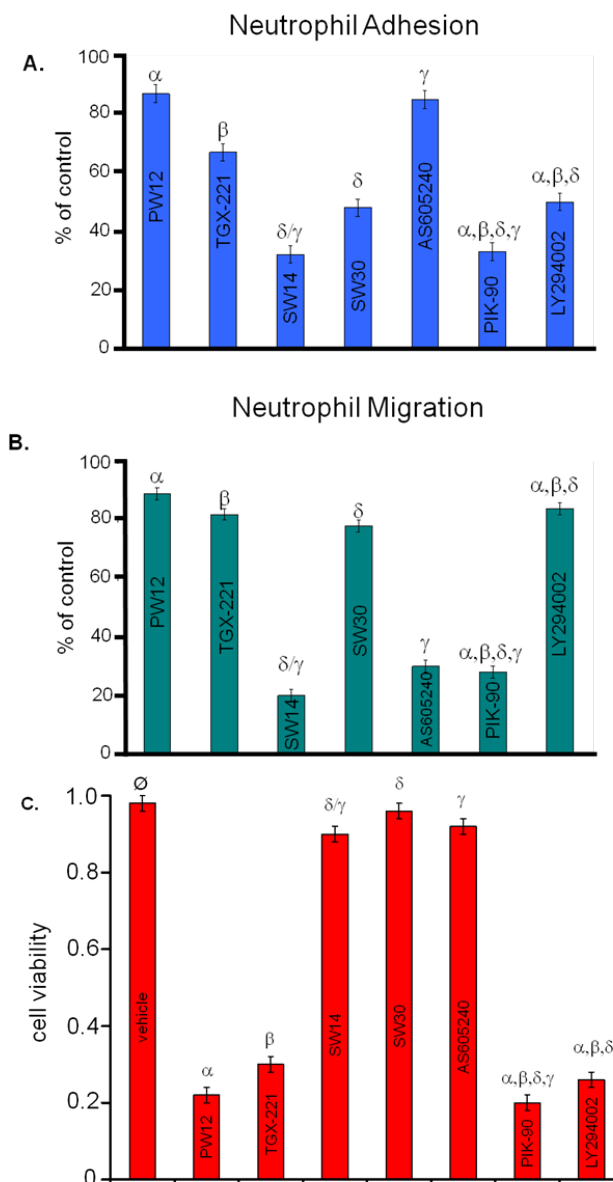 Neutrophil Adhesion
A.
% of control
100
80
60
40
20
0
α
β
δ/γ
δ
γ
α,β,δ,γ
α,β,δ
PW12
TGX-221
SW14
SW30
AS605240
PIK-90
LY294002
Neutrophil Migration
B.
% of control
100
80
60
40
20
0
α
β
δ/γ
δ
γ
α,β,δ,γ
α,β,δ
PW12
TGX-221
SW14
SW30
AS605240
PIK-90
LY294002
C.
cell viability
1.0
0.8
0.6
0.4
0.2
0
Ø
α
β
δ/γ
δ
γ
α,β,δ,γ
α,β,δ
vehicle
PW12
TGX-221
SW14
SW30
AS605240
PIK-90
LY294002